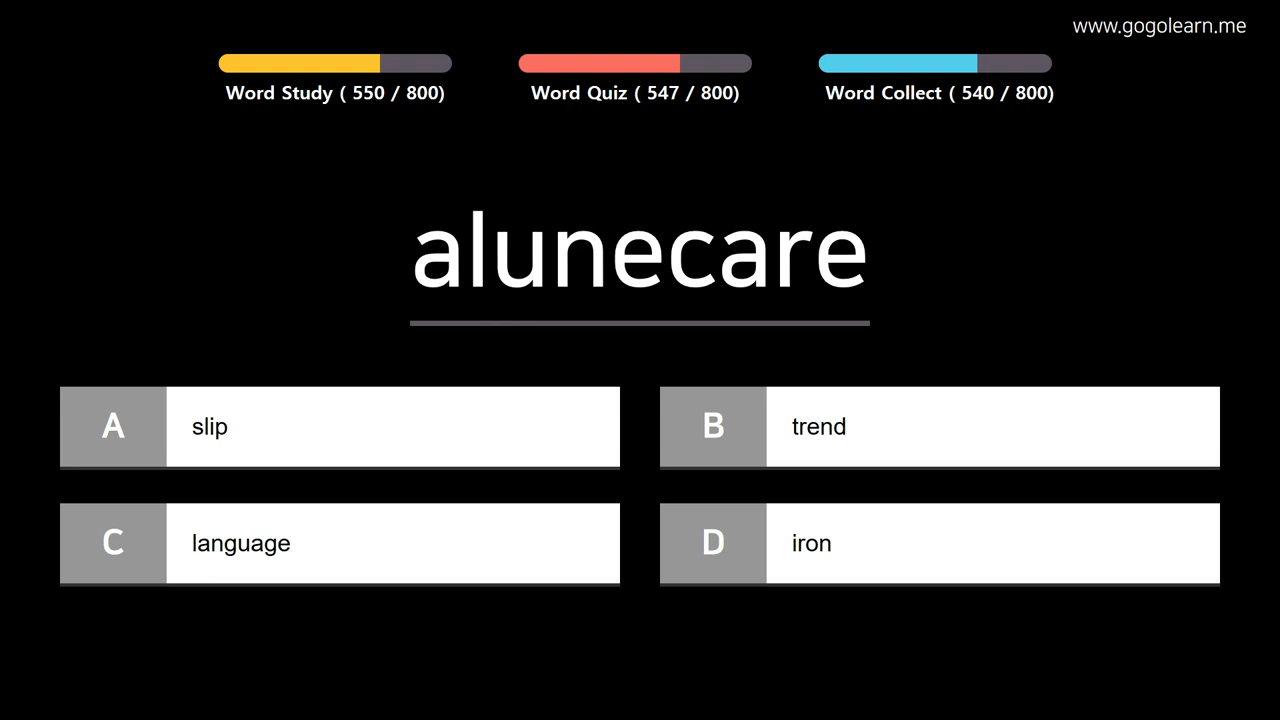 www.gogolearn.me
Word Study ( 550 / 800)
Word Quiz ( 547 / 800)
Word Collect ( 540 / 800)
alunecare
A slip
B trend
C language
D iron